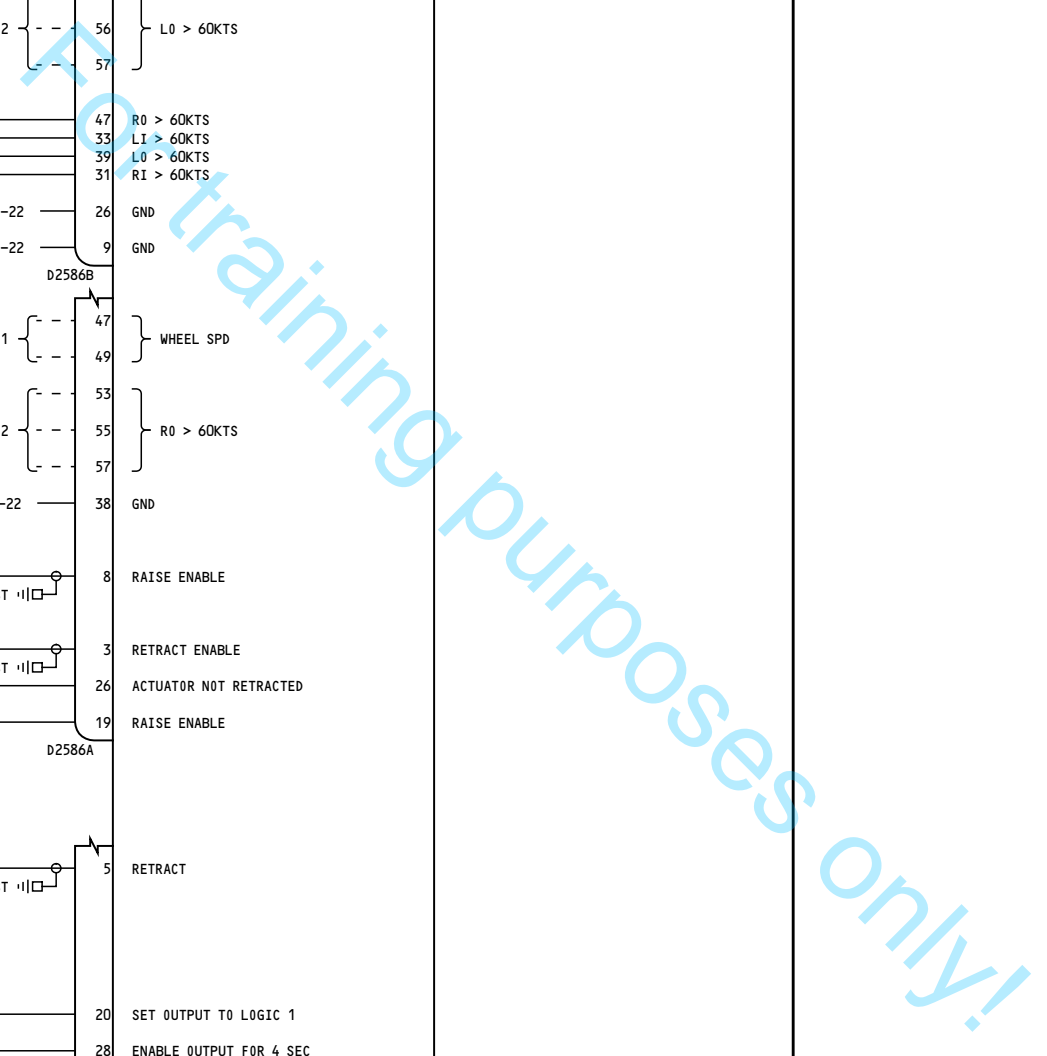 2 56 L0 > 60KTS
57
47 R0 > 60KTS
33 LI > 60KTS
39 L0 > 60KTS
31 RI > 60KTS
-22 26 GND
-22 9 GND
D2586B
47
1 WHEEL SPD
49
53
2 55 R0 > 60KTS
57
-22 38 GND
8 RAISE ENABLE
T
3 RETRACT ENABLE
T
26 ACTUATOR NOT RETRACTED
19 RAISE ENABLE
D2586A
5 RETRACT
T
20 SET OUTPUT TO LOGIC 1
28 ENABLE OUTPUT FOR 4 SEC
For training purposes only!